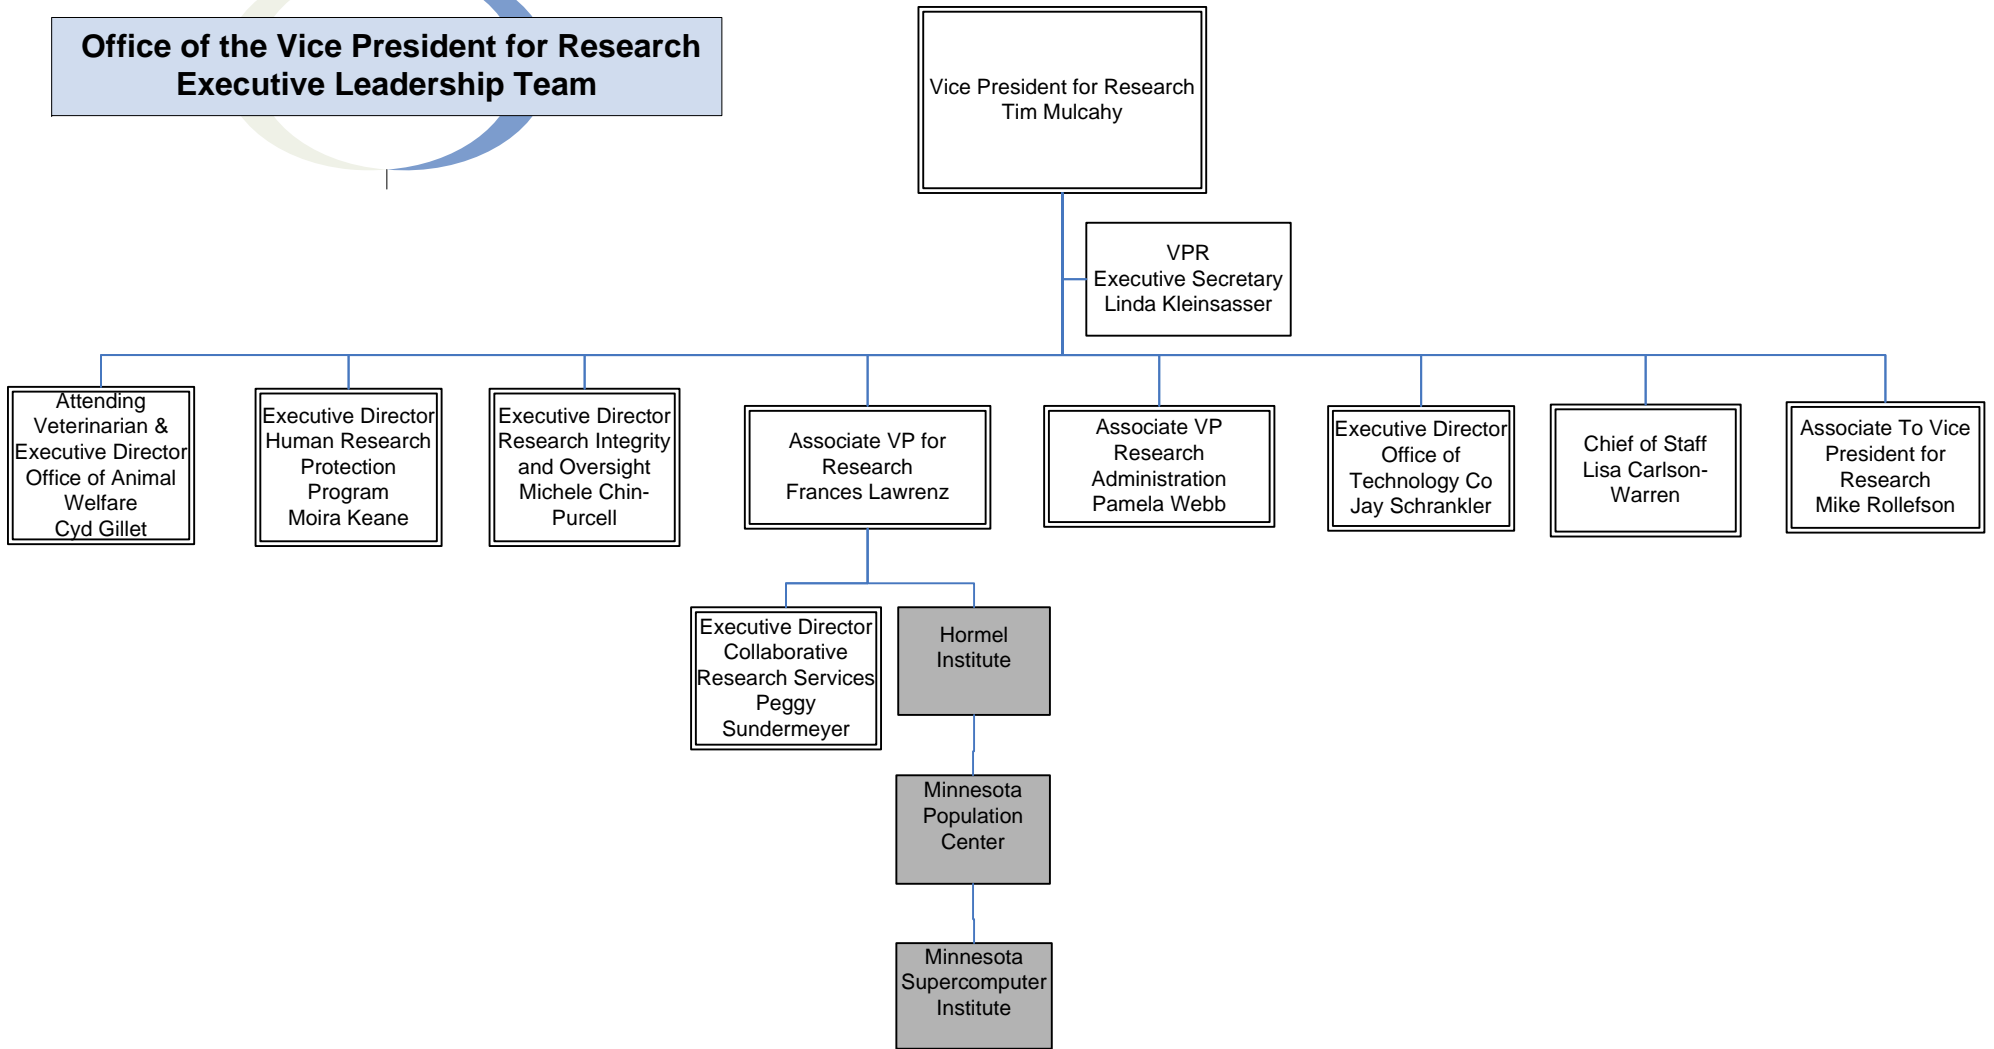 Office of the Vice President for Research
Executive Leadership Team
Vice President for Research
Tim Mulcahy
VPR
Executive Secretary
Linda Kleinsasser
Attending
Veterinarian &
Executive Director
Office of Animal
Welfare
Cyd Gillet
Executive Director
Human Research
Protection
Program
Moira Keane
Executive Director
Research Integrity
and Oversight
Michele Chin-
Purcell
Associate VP for
Research
Frances Lawrenz
Associate VP
Research
Administration
Pamela Webb
Executive Director
Office of
Technology Co
Jay Schrankler
Chief of Staff
Lisa Carlson-
Warren
Associate To Vice
President for
Research
Mike Rollefson
Executive Director
Collaborative
Research Services
Peggy
Sundermeyer
Hormel
Institute
Minnesota
Population
Center
Minnesota
Supercomputer
Institute